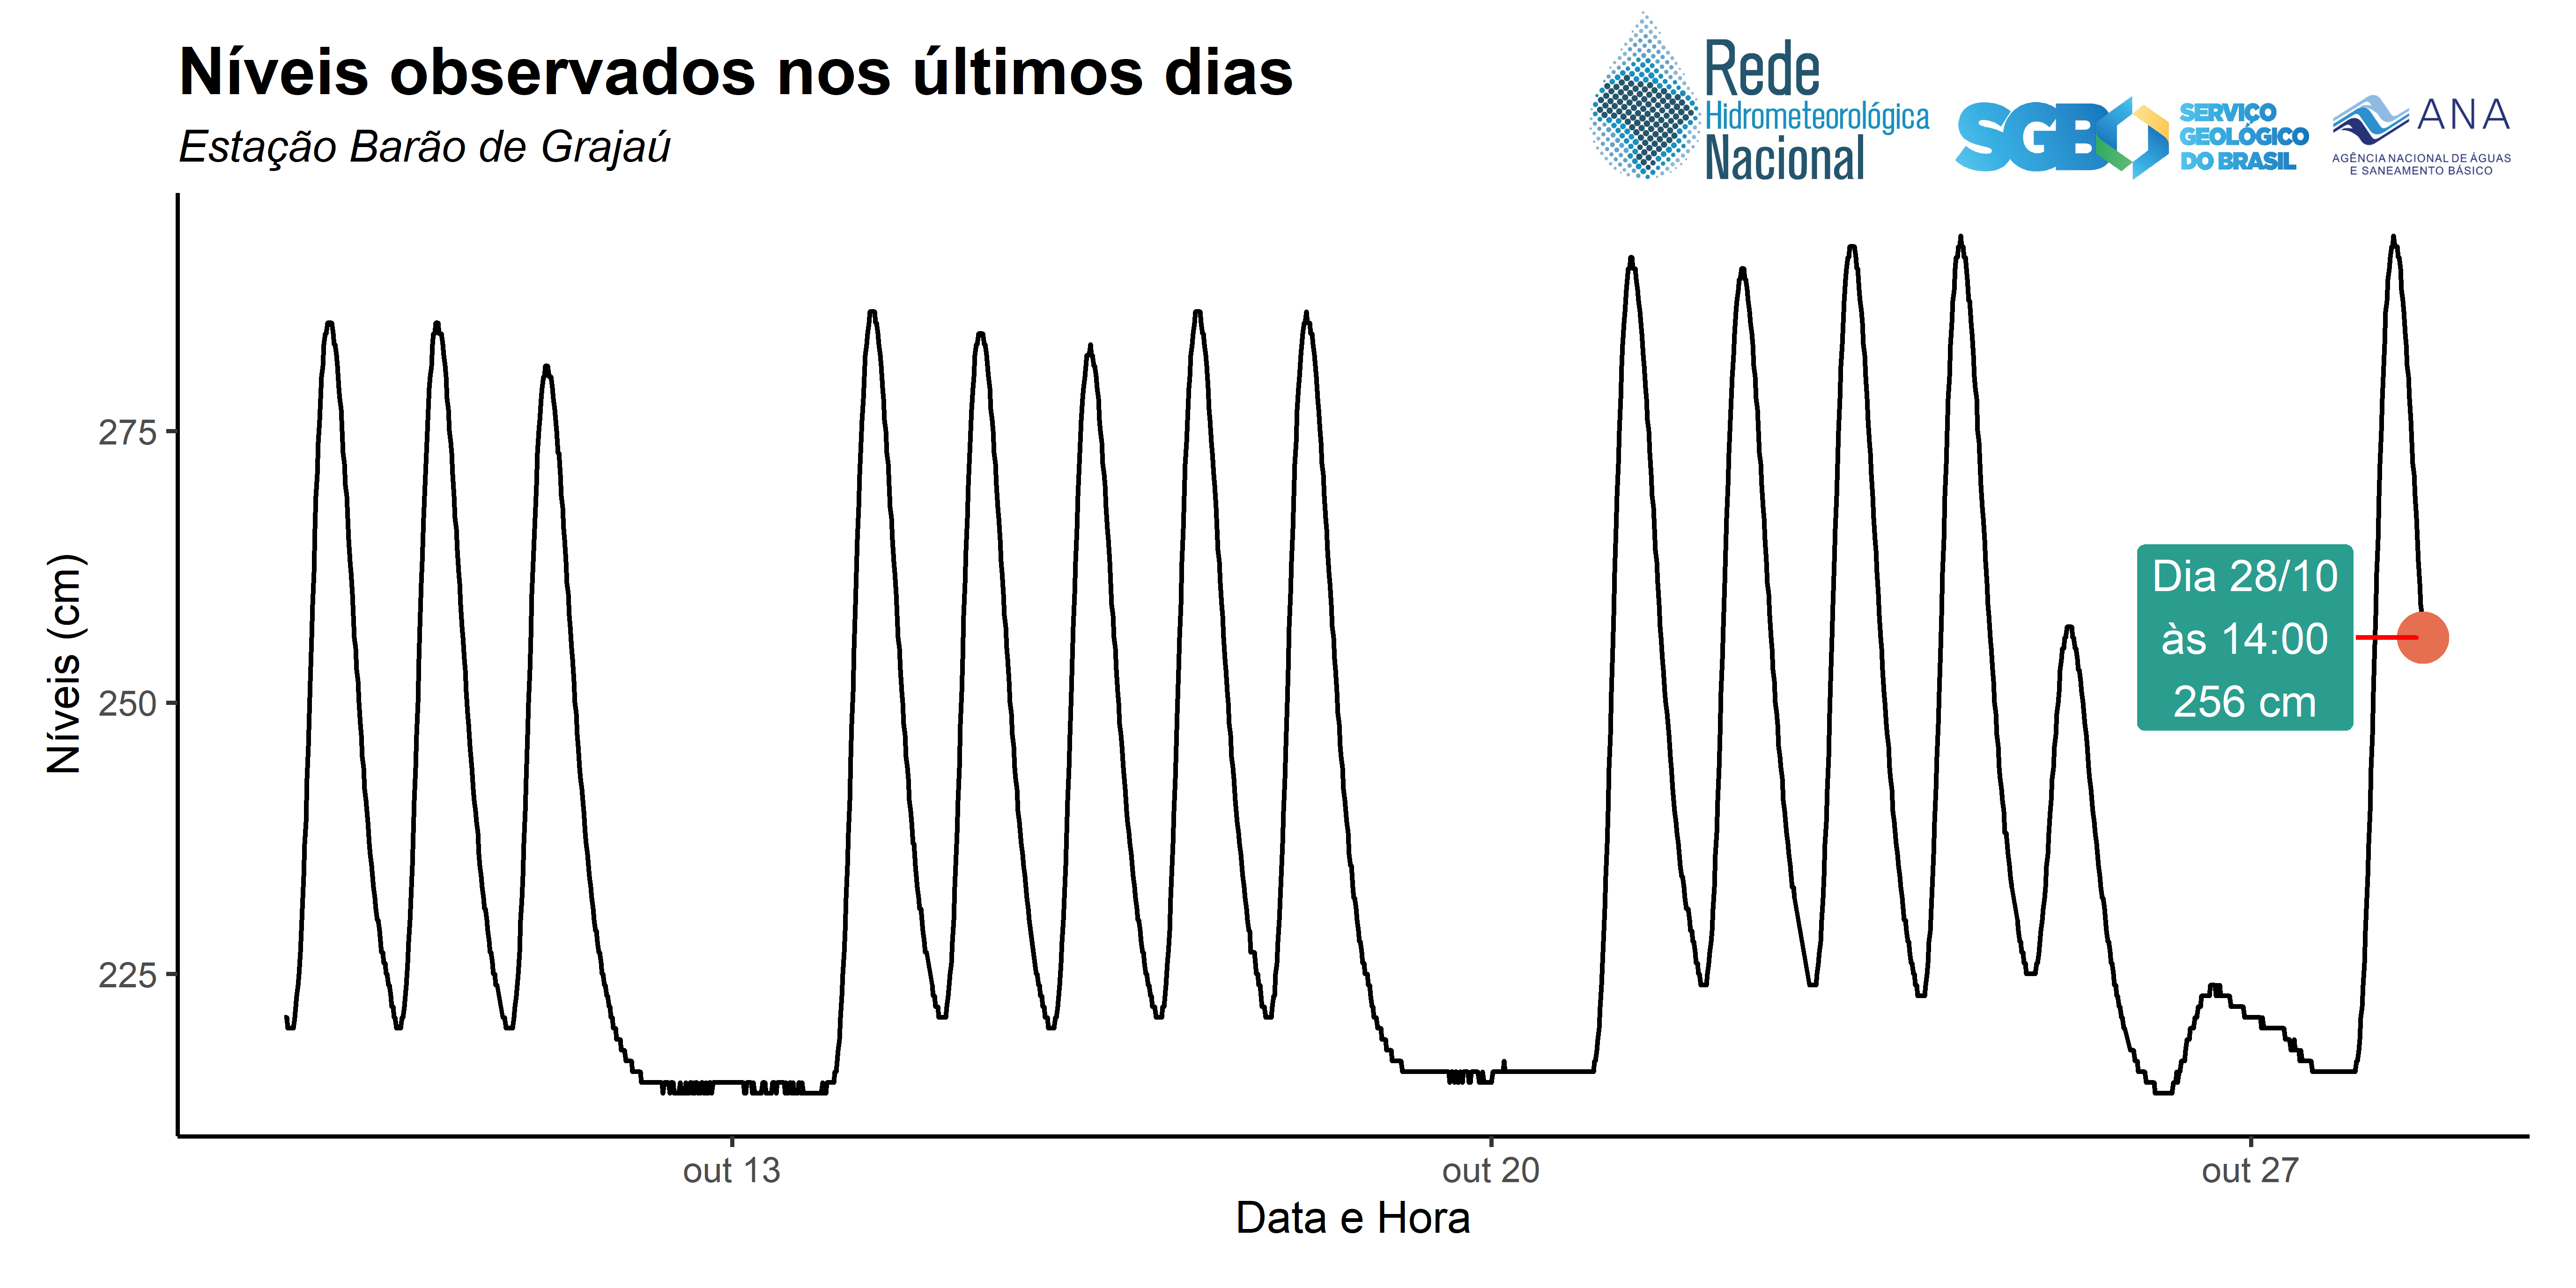 Níveis observados nos últimos dias
Estação Barão de Grajaú
Rede
Hidrometeorológica
Nacional
SGB
SERVIÇO
GEOLÓGICO
DO BRASIL
ANA
AGÊNCIA NACIONAL DE ÁGUAS
E SANEAMENTO BÁSICO
Níveis (cm)
275
250
225
Dia 28/10
às 14:00
256 cm
out 13
out 20
out 27
Data e Hora